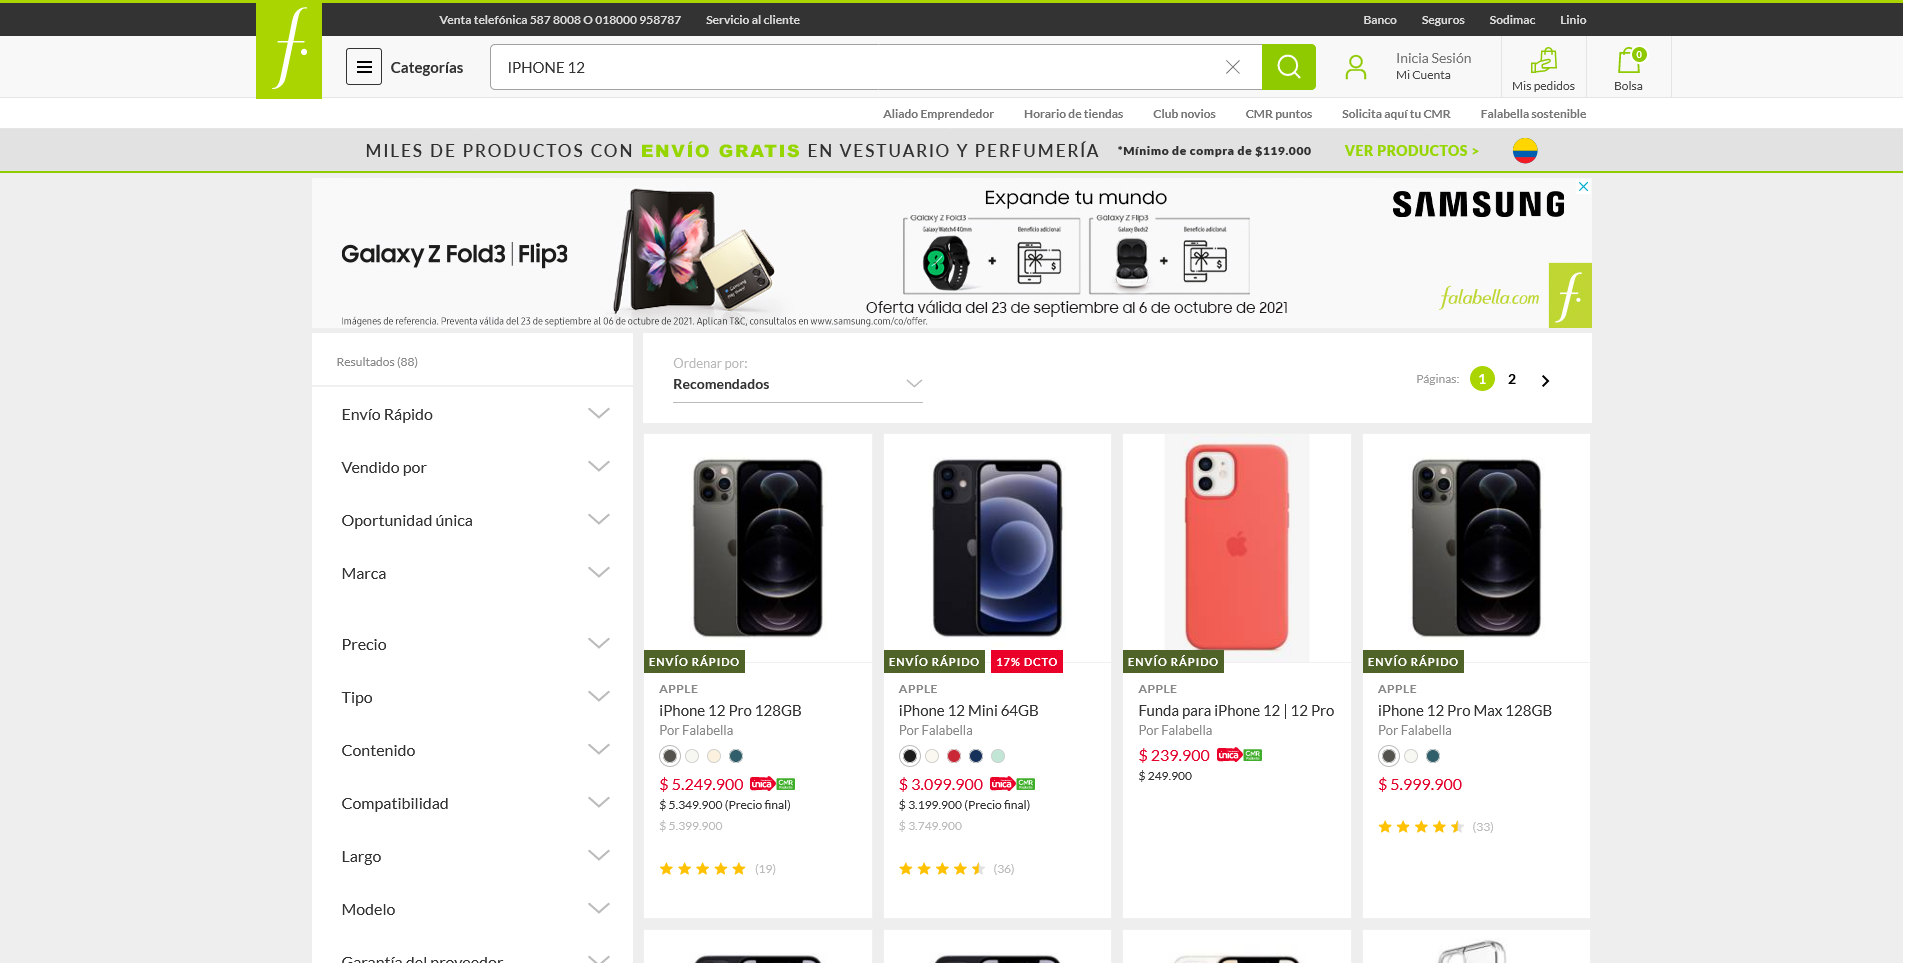 Venta telefónica 587 8008 O 018000 958787 Servicio al cliente Banco Seguros Sodimac Linio
f.
Categorías IPHONE 12 Inicia Sesión
Mi Cuenta
Mis pedidos 0 Bolsa
Aliado Emprendedor Horario de tiendas Club novios CMR puntos Solicita aquí tu CMR Falabella sostenible
MILES DE PRODUCTOS CON ENVÍO GRATIS EN VESTUARIO Y PERFUMERÍA *Mínimo de compra de $119.000 VER PRODUCTOS >
Galaxy Z Fold3 | Flip3
Expande tu mundo
Galaxy Z Fold3 Galaxy Z Flip3
Galaxy Watch4 40mm Beneficio adicional Galaxy Buds2 Beneficio adicional
+ +
Oferta válida del 23 de septiembre al 6 de octubre de 2021
SAMSUNG
falabella.com f.
Imágenes de referencia. Preventa válida del 23 de septiembre al 06 de octubre de 2021. Aplican T&C, consultalos en www.samsung.com/co/offer.
Resultados (88)
Envío Rápido
Vendido por
Oportunidad única
Marca
Precio
Tipo
Contenido
Compatibilidad
Largo
Modelo
Garantía del proveedor
Ordenar por:
Recomendados
Páginas: 1 2
ENVÍO RÁPIDO
APPLE
iPhone 12 Pro 128GB
Por Falabella
$ 5.249.900 única CMR
$ 5.349.900 (Precio final)
$ 5.399.900
(19)
ENVÍO RÁPIDO 17% DCTO
APPLE
iPhone 12 Mini 64GB
Por Falabella
$ 3.099.900 única CMR
$ 3.199.900 (Precio final)
$ 3.749.900
(36)
ENVÍO RÁPIDO
APPLE
Funda para iPhone 12 | 12 Pro
Por Falabella
$ 239.900 única CMR
$ 249.900
ENVÍO RÁPIDO
APPLE
iPhone 12 Pro Max 128GB
Por Falabella
$ 5.999.900
(33)